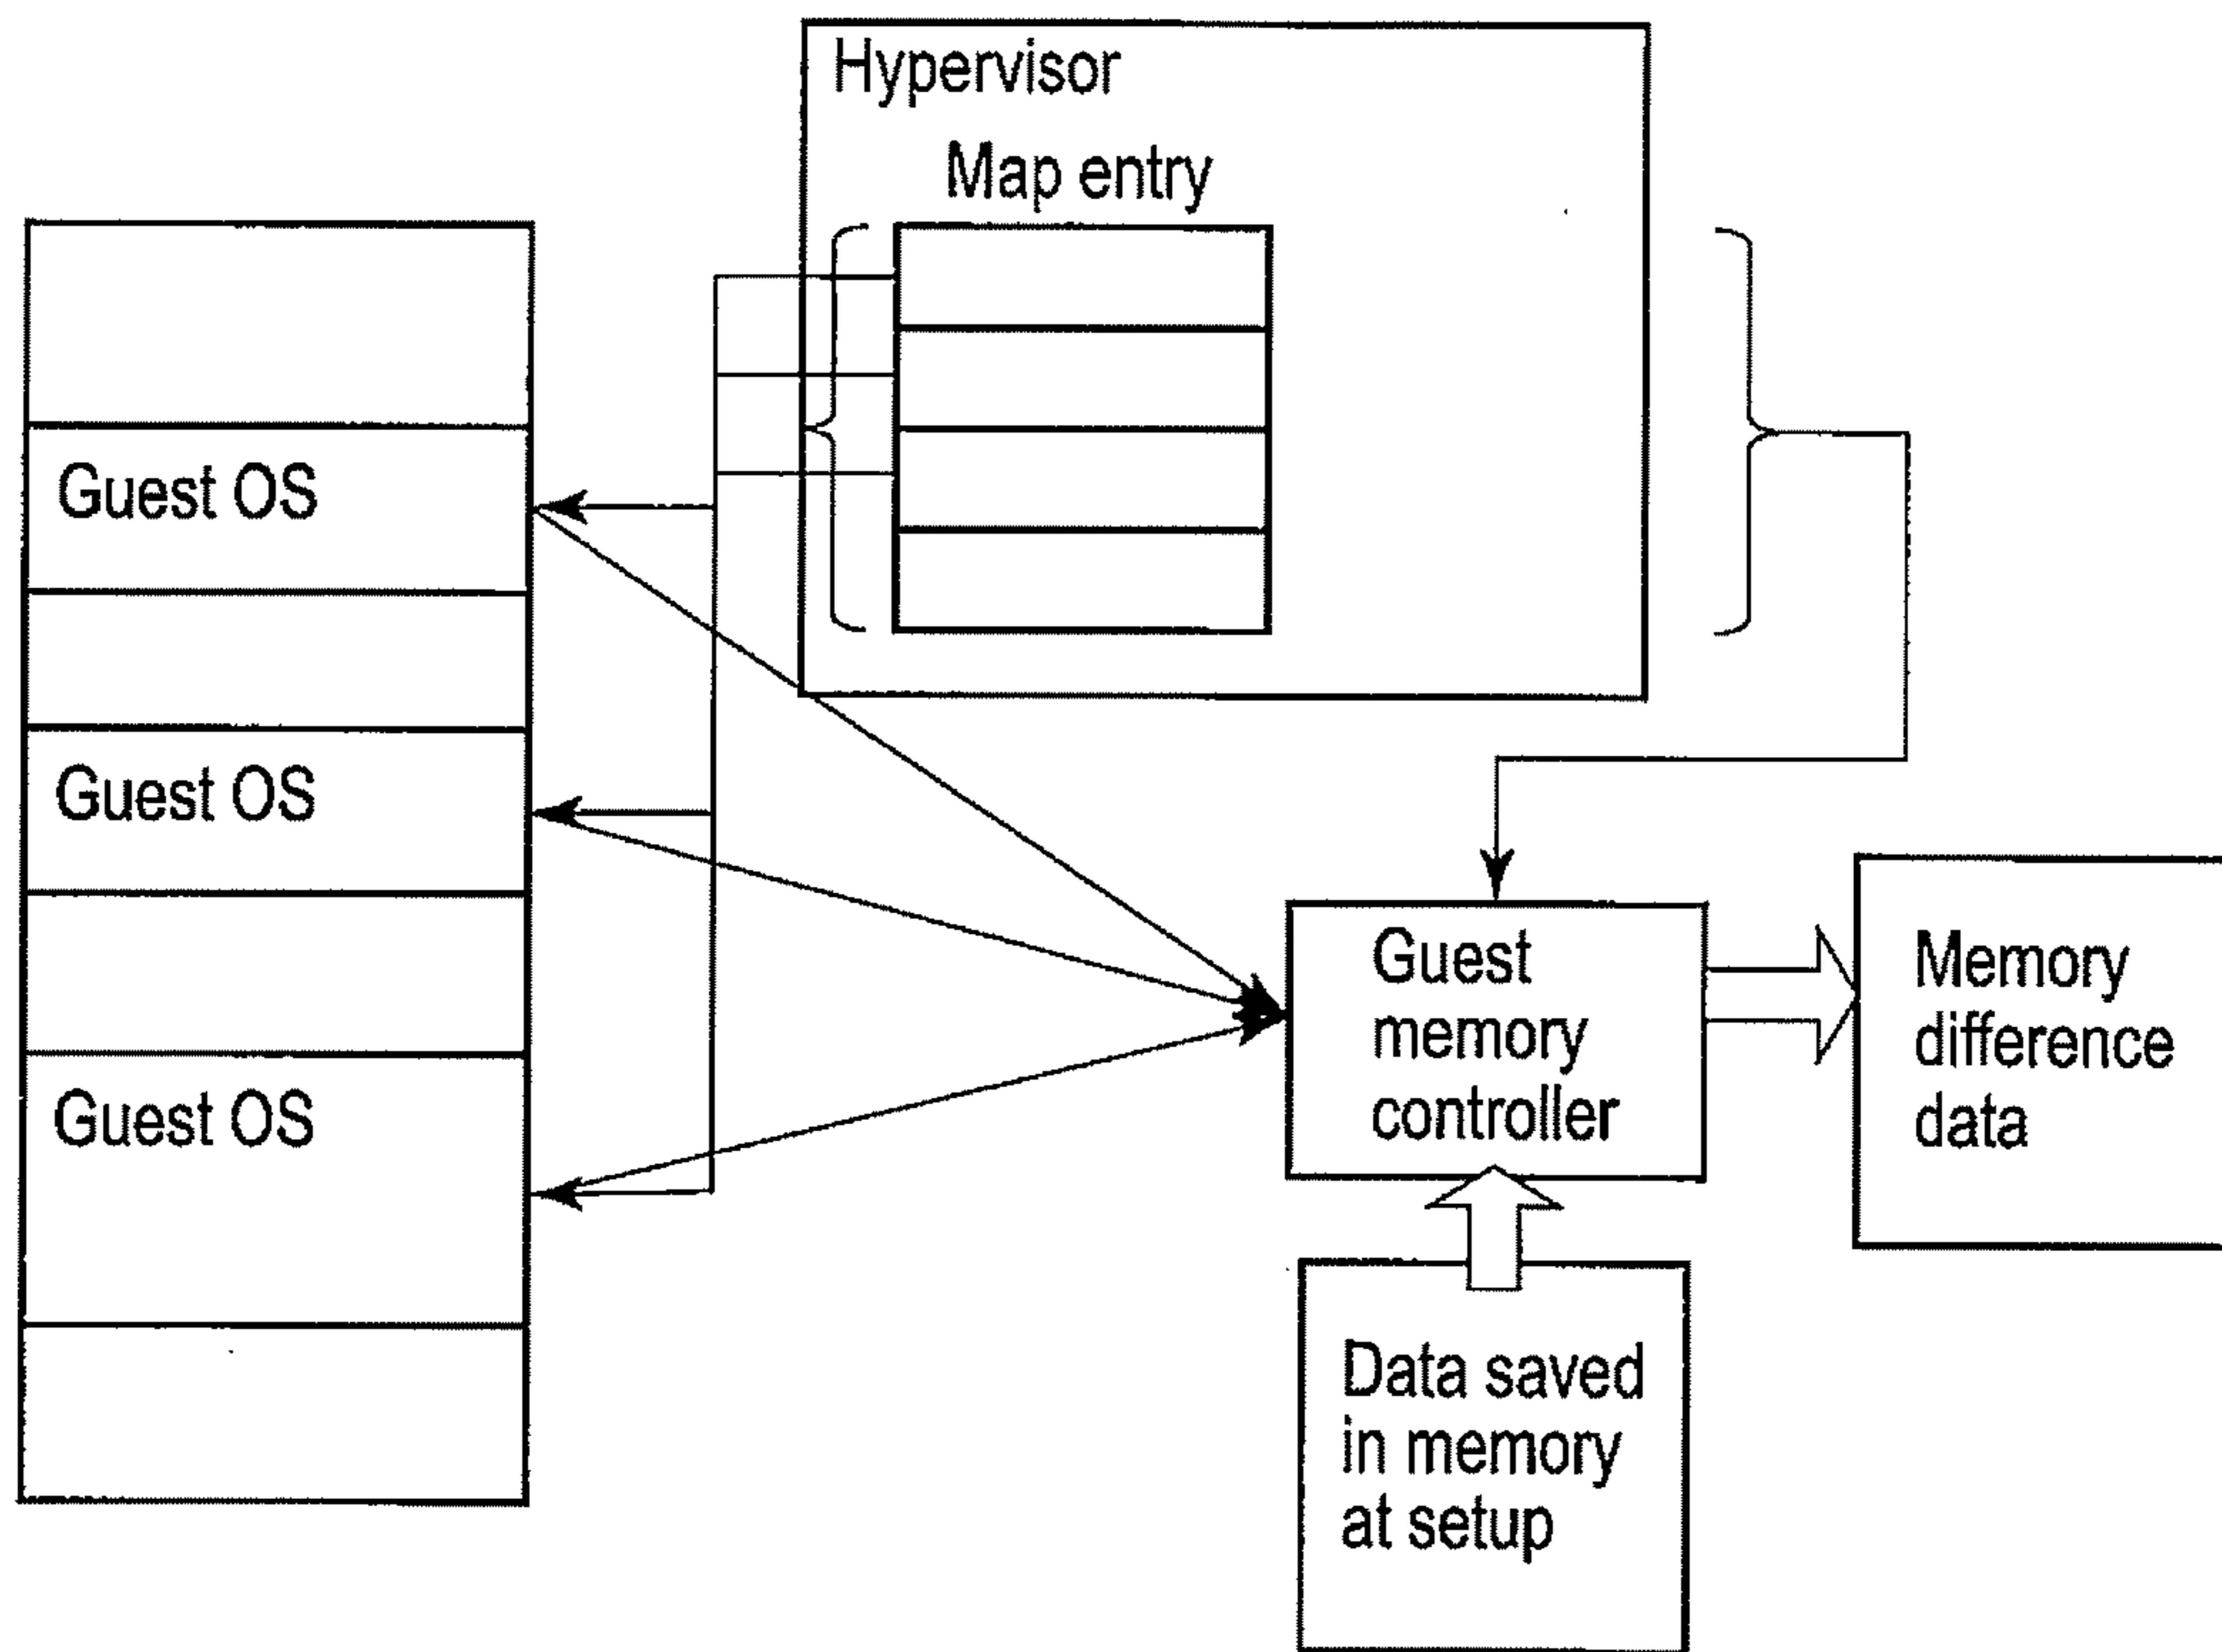 Hypervisor
Map entry
Guest OS
Guest OS
Guest OS
Guest
memory
controller
Memory
difference
data
Data saved
in memory
at setup